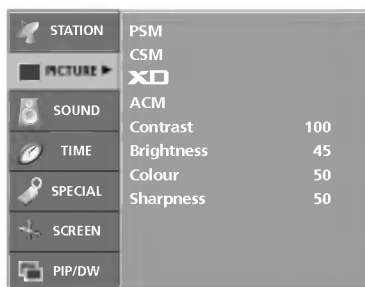 STATION
PICTURE ►
SOUND
TIME
SPECIAL
SCREEN
PIP/DW
PSM
CSM
XD
ACM
Contrast 100
Brightness 45
Colour 50
Sharpness 50